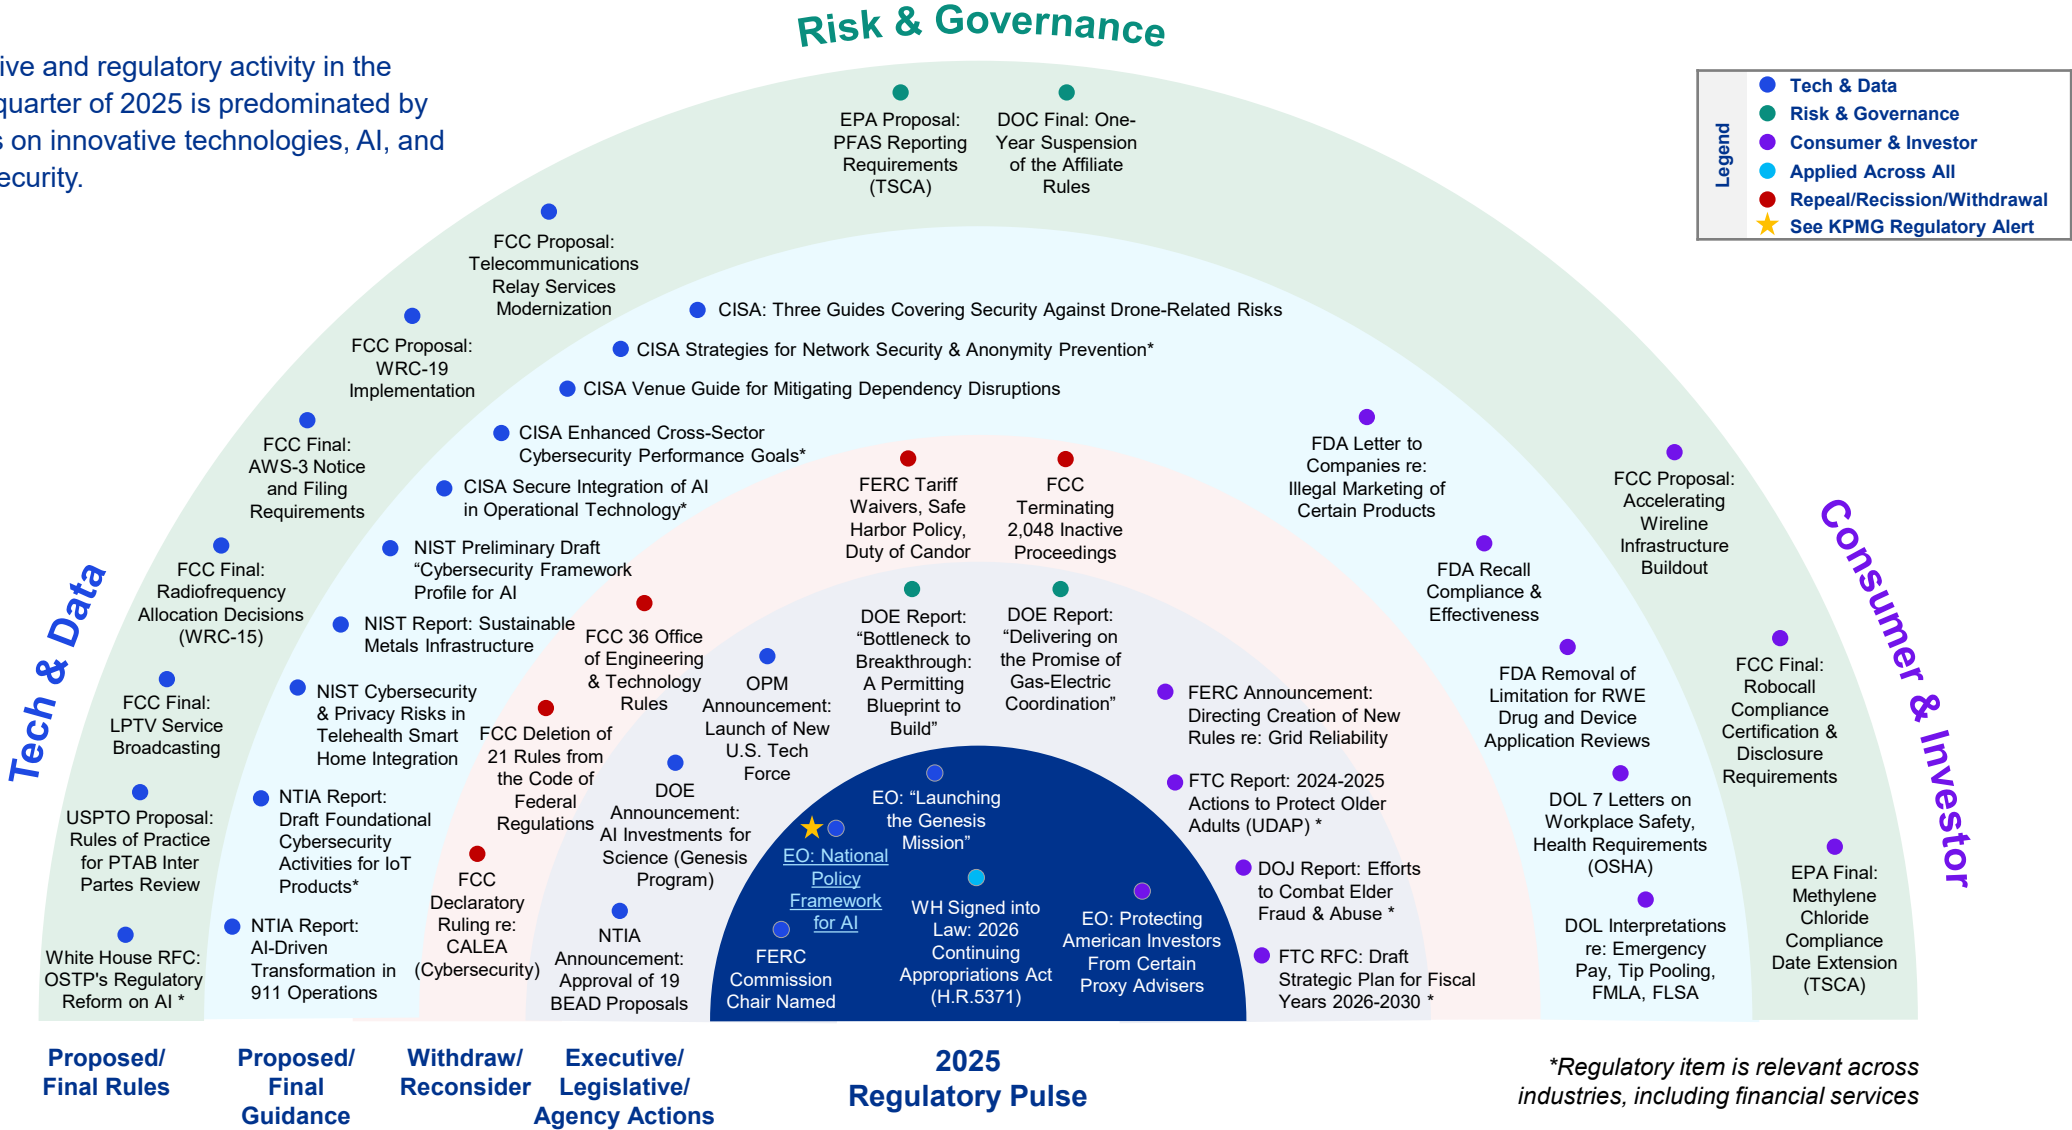 Risk & Governance
ive and regulatory activity in the
quarter of 2025 is predominated by
s on innovative technologies, AI, and
ecurity.
Legend
Tech & Data
Risk & Governance
Consumer & Investor
Applied Across All
Repeal/Recission/Withdrawal
See KPMG Regulatory Alert
EPA Proposal:
PFAS Reporting
Requirements
(TSCA)
DOC Final: One-
Year Suspension
of the Affiliate
Rules
FCC Proposal:
Telecommunications
Relay Services
Modernization
FCC Proposal:
WRC-19
Implementation
FCC Final:
AWS-3 Notice
and Filing
Requirements
FCC Final:
Radiofrequency
Allocation Decisions
(WRC-15)
FCC Final:
LPTV Service
Broadcasting
USPTO Proposal:
Rules of Practice
for PTAB Inter
Partes Review
White House RFC:
OSTP's Regulatory
Reform on AI *
Tech & Data
CISA: Three Guides Covering Security Against Drone-Related Risks
CISA Strategies for Network Security & Anonymity Prevention*
CISA Venue Guide for Mitigating Dependency Disruptions
CISA Enhanced Cross-Sector
Cybersecurity Performance Goals*
CISA Secure Integration of AI
in Operational Technology*
NIST Preliminary Draft
“Cybersecurity Framework
Profile for AI
NIST Report: Sustainable
Metals Infrastructure
NIST Cybersecurity
& Privacy Risks in
Telehealth Smart
Home Integration
NTIA Report:
Draft Foundational
Cybersecurity
Activities for IoT
Products*
NTIA Report:
AI-Driven
Transformation in
911 Operations
FERC Tariff
Waivers, Safe
Harbor Policy,
Duty of Candor
FCC
Terminating
2,048 Inactive
Proceedings
FCC 36 Office
of Engineering
& Technology
Rules
FCC Deletion of
21 Rules from
the Code of
Federal
Regulations
FCC
Declaratory
Ruling re:
CALEA
(Cybersecurity)
DOE Report:
“Bottleneck to
Breakthrough:
A Permitting
Blueprint to
Build”
DOE Report:
“Delivering on
the Promise of
Gas-Electric
Coordination”
OPM
Announcement:
Launch of New
U.S. Tech
Force
DOE
Announcement:
AI Investments for
Science (Genesis
Program)
NTIA
Announcement:
Approval of 19
BEAD Proposals
FERC Announcement:
Directing Creation of New
Rules re: Grid Reliability
FTC Report: 2024-2025
Actions to Protect Older
Adults (UDAP) *
DOJ Report: Efforts
to Combat Elder
Fraud & Abuse *
FTC RFC: Draft
Strategic Plan for Fiscal
Years 2026-2030 *
EO: “Launching
the Genesis
Mission”
EO: National
Policy
Framework
for AI
FERC
Commission
Chair Named
WH Signed into
Law: 2026
Continuing
Appropriations Act
(H.R.5371)
EO: Protecting
American Investors
From Certain
Proxy Advisers
FDA Letter to
Companies re:
Illegal Marketing of
Certain Products
FDA Recall
Compliance &
Effectiveness
FDA Removal of
Limitation for RWE
Drug and Device
Application Reviews
DOL 7 Letters on
Workplace Safety,
Health Requirements
(OSHA)
DOL Interpretations
re: Emergency
Pay, Tip Pooling,
FMLA, FLSA
FCC Proposal:
Accelerating
Wireline
Infrastructure
Buildout
FCC Final:
Robocall
Compliance
Certification &
Disclosure
Requirements
EPA Final:
Methylene
Chloride
Compliance
Date Extension
(TSCA)
Consumer & Investor
Proposed/
Final Rules
Proposed/
Final
Guidance
Withdraw/
Reconsider
Executive/
Legislative/
Agency Actions
2025
Regulatory Pulse
*Regulatory item is relevant across
industries, including financial services